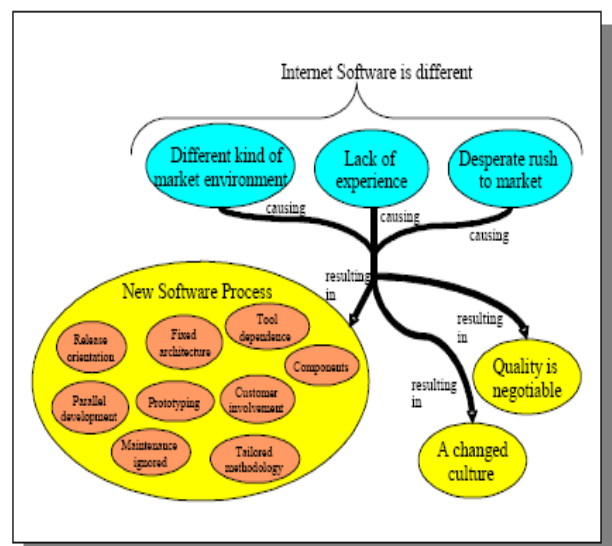 Internet Software is different
Different kind of
market environment
Lack of
experience
Desperate rush
to market
causing
causing
causing
resulting
in
New Software Process
Release
orientation
Fixed
architecture
Tool
dependence
Components
Parallel
development
Prototyping
Customer
involvement
Maintenance
ignored
Tailored
methodology
resulting
in
Quality is
negotiable
resulting
in
A changed
culture